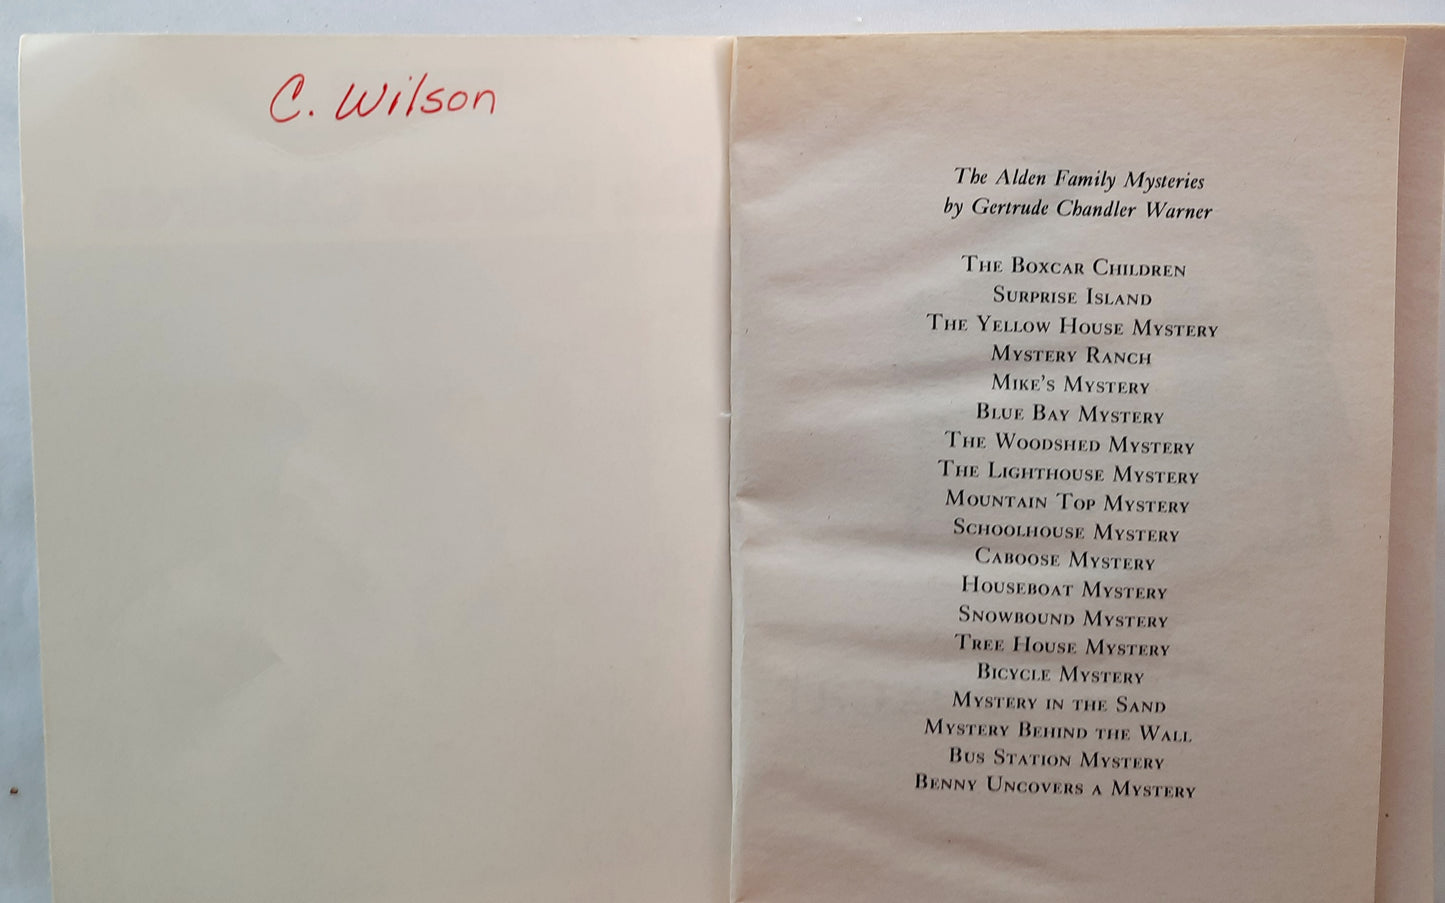 C. Wilson
The Alden Family Mysteries
by Gertrude Chandler Warner
The Boxcar Children
Surprise Island
The Yellow House Mystery
Mystery Ranch
Mike's Mystery
Blue Bay Mystery
The Woodshed Mystery
The Lighthouse Mystery
Mountain Top Mystery
Schoolhouse Mystery
Caboose Mystery
Houseboat Mystery
Snowbound Mystery
Tree House Mystery
Bicycle Mystery
Mystery in the Sand
Mystery Behind the Wall
Bus Station Mystery
Benny Uncovers a Mystery